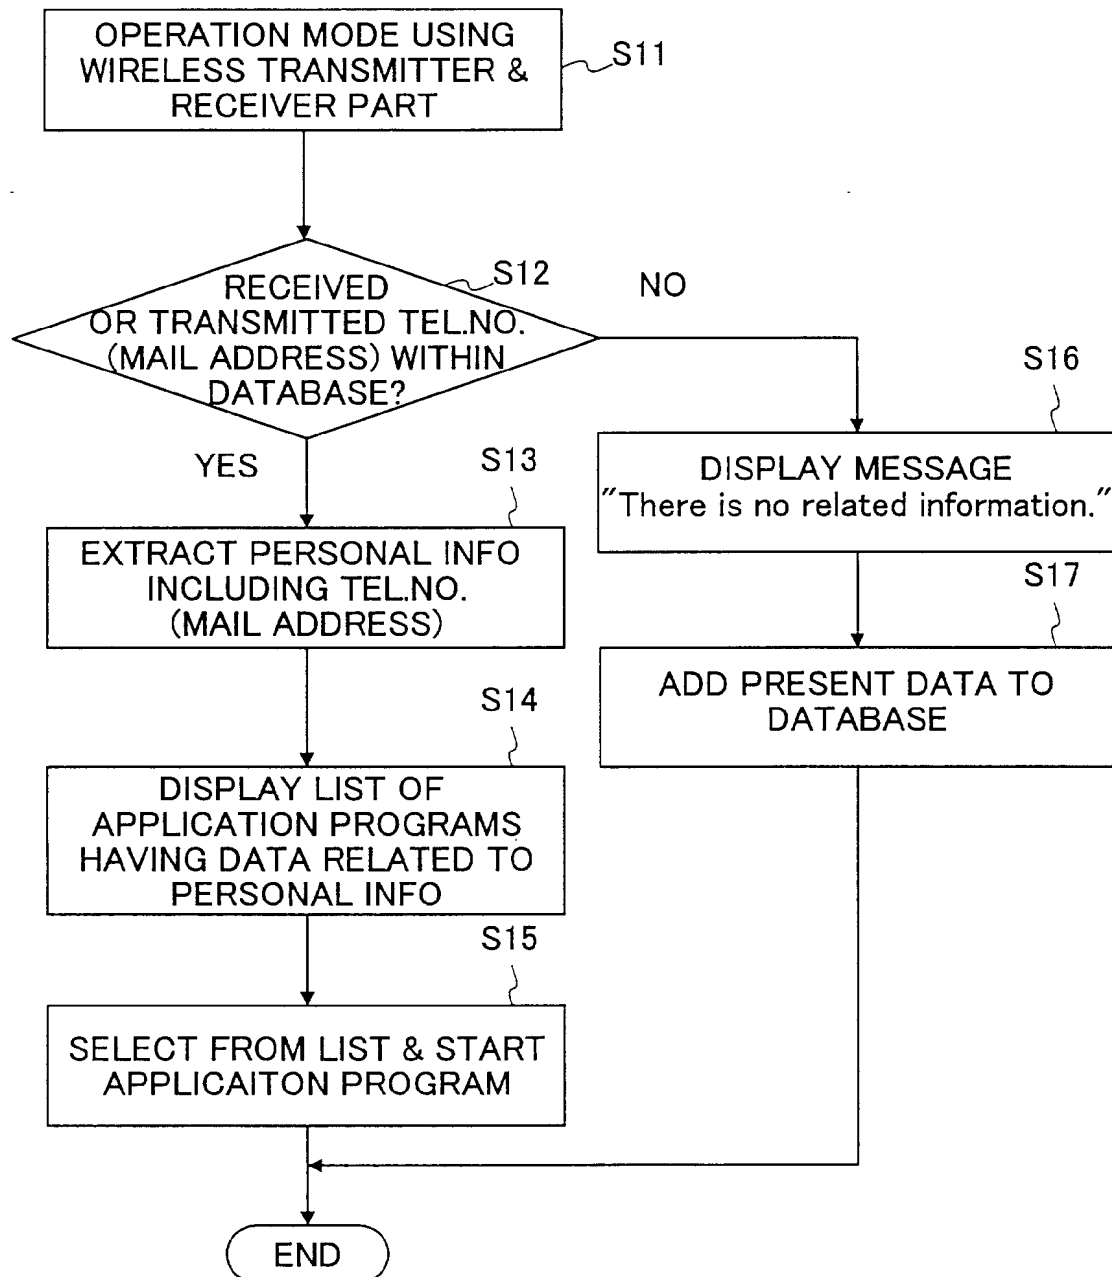 OPERATION MODE USING
WIRELESS TRANSMITTER &
RECEIVER PART
S11
S12
RECEIVED
OR TRANSMITTED TEL.NO.
(MAIL ADDRESS) WITHIN
DATABASE?
NO
YES
S13
EXTRACT PERSONAL INFO
INCLUDING TEL.NO.
(MAIL ADDRESS)
S14
DISPLAY LIST OF
APPLICATION PROGRAMS
HAVING DATA RELATED TO
PERSONAL INFO
S15
SELECT FROM LIST & START
APPLICAITON PROGRAM
S16
DISPLAY MESSAGE
"There is no related information."
S17
ADD PRESENT DATA TO
DATABASE
END